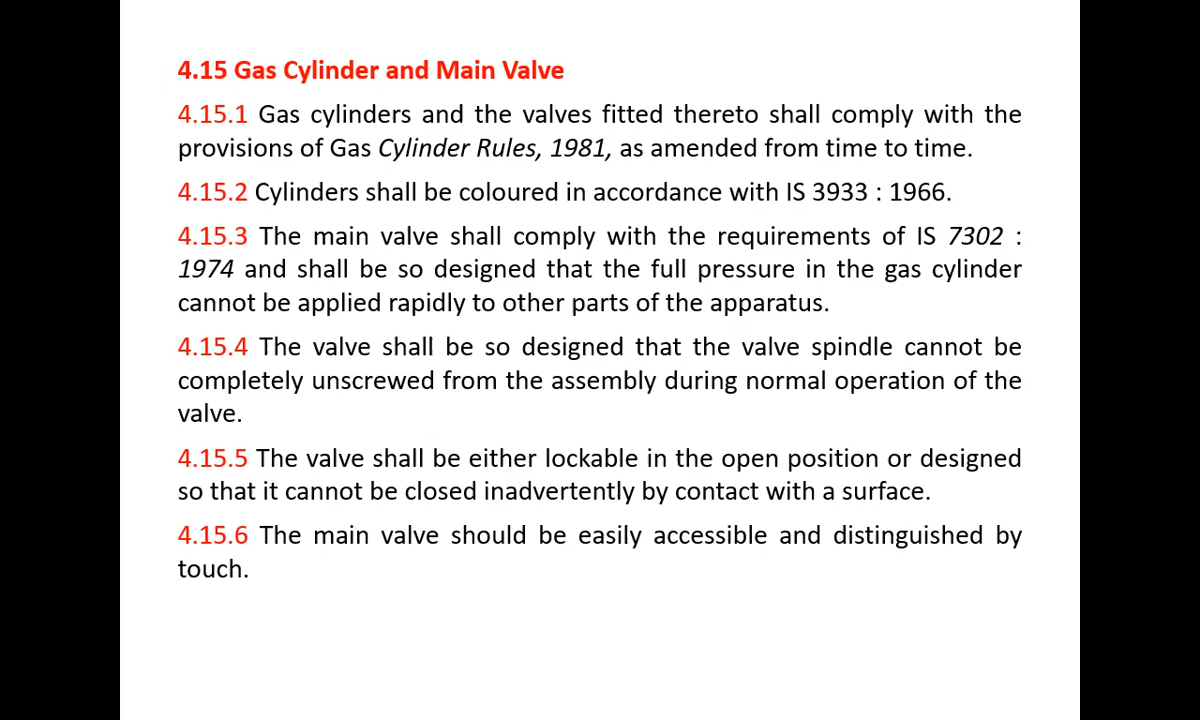 4.15 Gas Cylinder and Main Valve
4.15.1 Gas cylinders and the valves fitted thereto shall comply with the
provisions of Gas Cylinder Rules, 1981, as amended from time to time.
4.15.2 Cylinders shall be coloured in accordance with IS 3933 : 1966.
4.15.3 The main valve shall comply with the requirements of IS 7302 :
1974 and shall be so designed that the full pressure in the gas cylinder
cannot be applied rapidly to other parts of the apparatus.
4.15.4 The valve shall be so designed that the valve spindle cannot be
completely unscrewed from the assembly during normal operation of the
valve.
4.15.5 The valve shall be either lockable in the open position or designed
so that it cannot be closed inadvertently by contact with a surface.
4.15.6 The main valve should be easily accessible and distinguished by
touch.